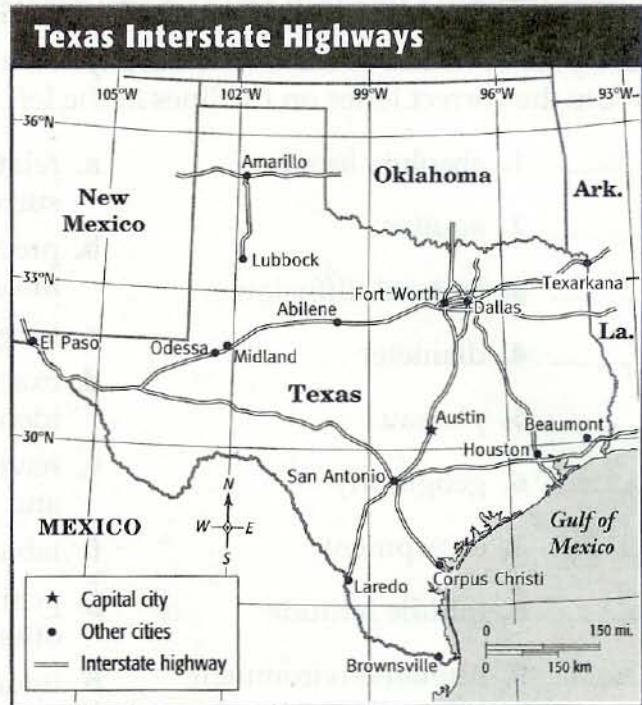 Texas Interstate Highways
105°W
102°W
99°W
96°W
93°W
36°N
Amarillo
Oklahoma
Ark.
New
Mexico
Lubbock
33°N
Texarkana
Fort Worth
Dallas
Abilene
La.
El Paso
Odessa
Midland
Texas
Austin
Beaumont
30°N
Houston
San Antonio
N
W E
S
MEXICO
Gulf of
Mexico
Capital city
Other cities
Interstate highway
Laredo
Corpus Christi
0 150 mi.
0 150 km
Brownsville